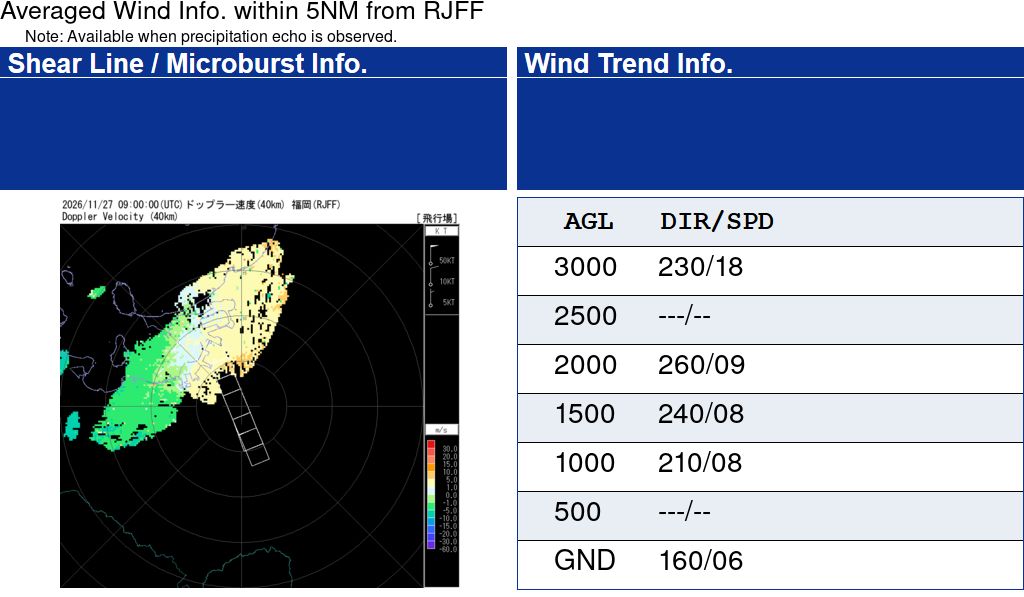 Averaged Wind Info. within 5NM from RJFF
Note: Available when precipitation echo is observed.
Shear Line / Microburst Info.
Wind Trend Info.
2026/11/27 09:00:00(UTC) ドップラー速度(40km) 福岡(RJFF)
Doppler Velocity (40km)
[飛行場]
K T
50KT
10KT
5KT
m/s
30.0
20.0
15.0
10.0
5.0
1.0
0.0
-1.0
-5.0
-10.0
-15.0
-20.0
-30.0
-60.0
AGL DIR/SPD
3000 230/18
2500 ---/--
2000 260/09
1500 240/08
1000 210/08
500 ---/--
GND 160/06